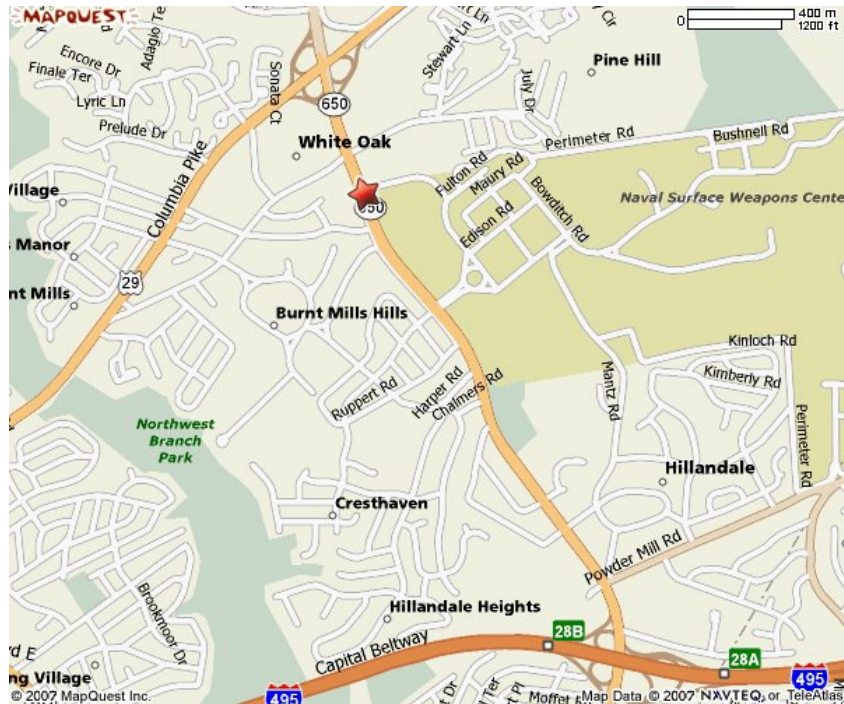 MAPQUEST
0 400 m
1200 ft
Adagio Ter
Encore Dr
Finale Ter
Lyric Ln
Prelude Dr
Sonata Ct
650
Stewart Ln
July Dr
Pine Hill
White Oak
Perimeter Rd
Bushnell Rd
Columbia Pike
Village
Fulton Rd
Maury Rd
Bowditch Rd
Edison Rd
650
Naval Surface Weapons Cente
Manor
29
nt Mills
Burnt Mills Hills
Kinloch Rd
Kimberly Rd
Mantz Rd
Perimeter Rd
Ruppert Rd
Harper Rd
Chalmers Rd
Northwest
Branch
Park
Hillandale
Cresthaven
Powder Mill Rd
Brookmoor Dr
Hillandale Heights
Capital Beltway
28B
28A
rd E
ng Village
495
495
Moffet
© 2007 MapQuest Inc.
Map Data © 2007 NAVTEQ, or TeleAtlas